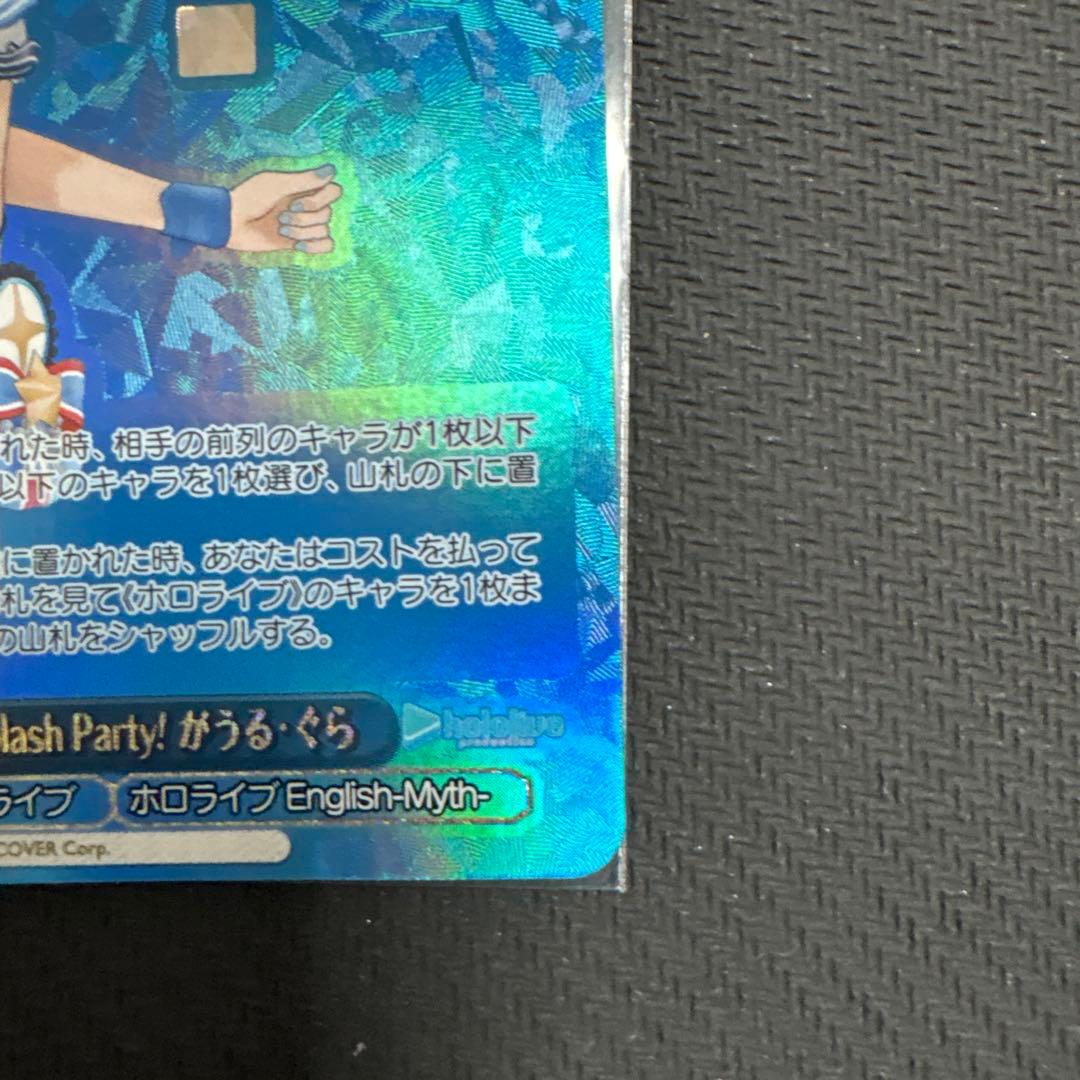 れた時、相手の前列のキャラが1枚以下
以下のキャラを1枚選び、山札の下に置
に置かれた時、あなたはコストを払って
札を見て《ホロライブ》のキャラを1枚ま
の山札をシャッフルする。
lash Party! がうる・ぐら
hololive
production
ライブ
ホロライブ English-Myth-
COVER Corp.